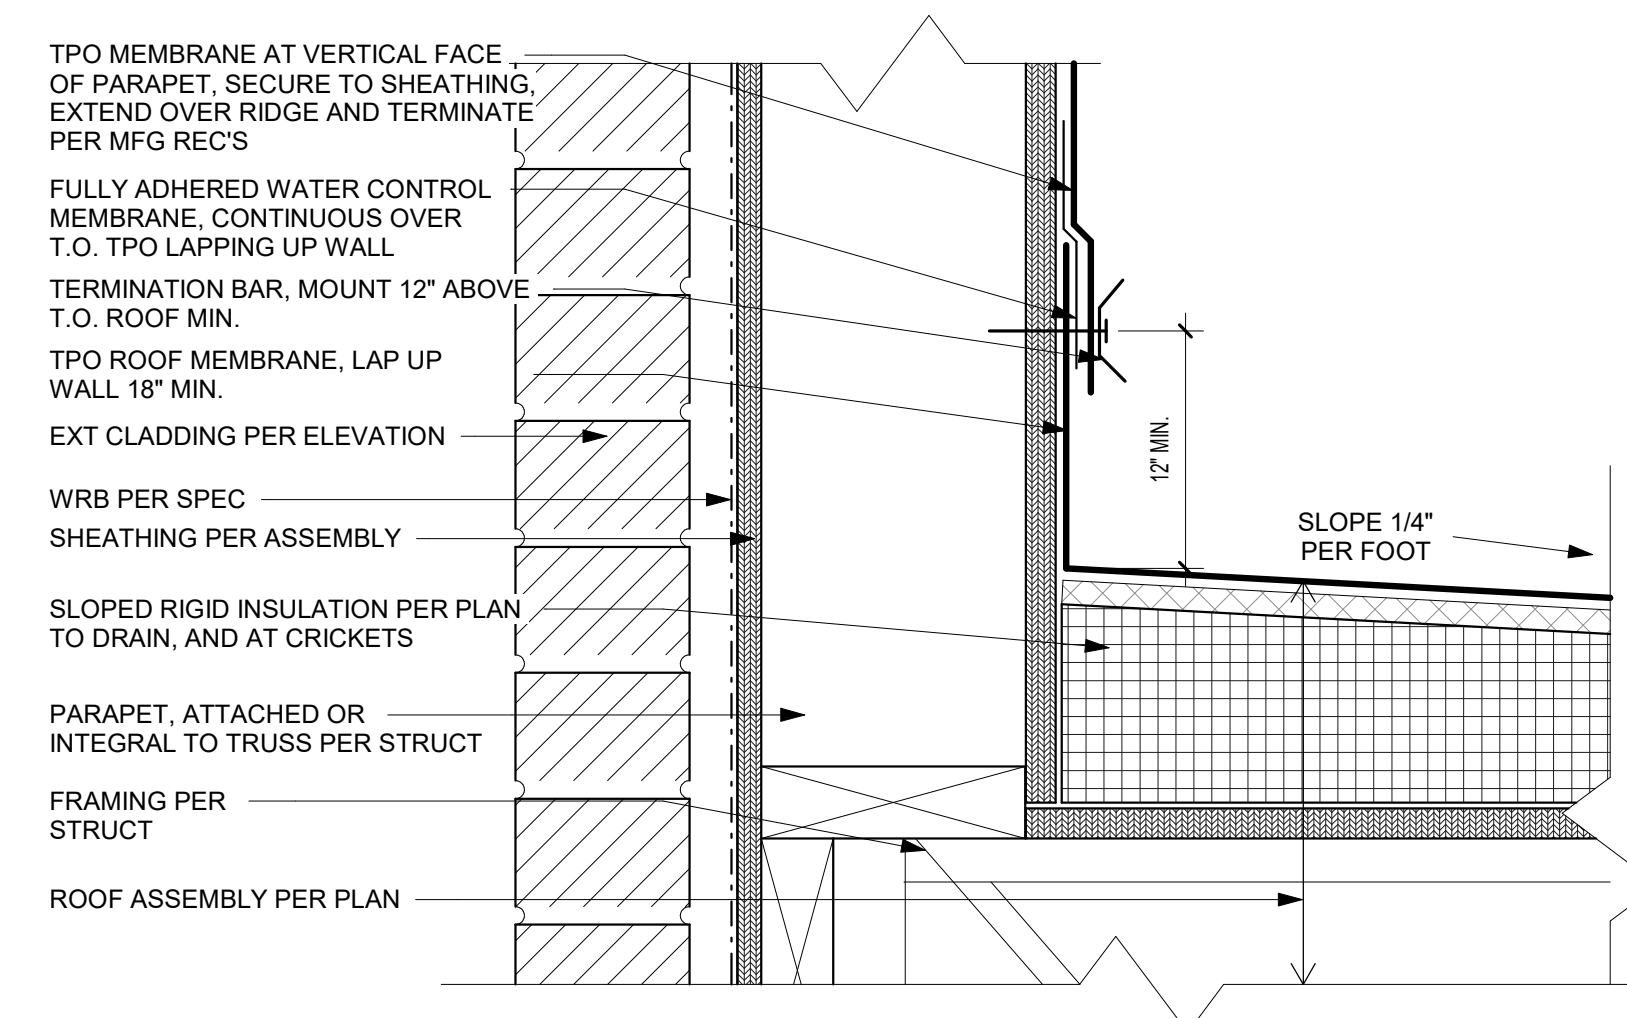 TPO MEMBRANE AT VERTICAL FACE
OF PARAPET, SECURE TO SHEATHING,
EXTEND OVER RIDGE AND TERMINATE
PER MFG REC'S
FULLY ADHERED WATER CONTROL
MEMBRANE, CONTINUOUS OVER
T.O. TPO LAPPING UP WALL
TERMINATION BAR, MOUNT 12" ABOVE
T.O. ROOF MIN.
TPO ROOF MEMBRANE, LAP UP
WALL 18" MIN.
EXT CLADDING PER ELEVATION
WRB PER SPEC
SHEATHING PER ASSEMBLY
SLOPED RIGID INSULATION PER PLAN
TO DRAIN, AND AT CRICKETS
PARAPET, ATTACHED OR
INTEGRAL TO TRUSS PER STRUCT
FRAMING PER
STRUCT
ROOF ASSEMBLY PER PLAN
12" MIN.
SLOPE 1/4"
PER FOOT